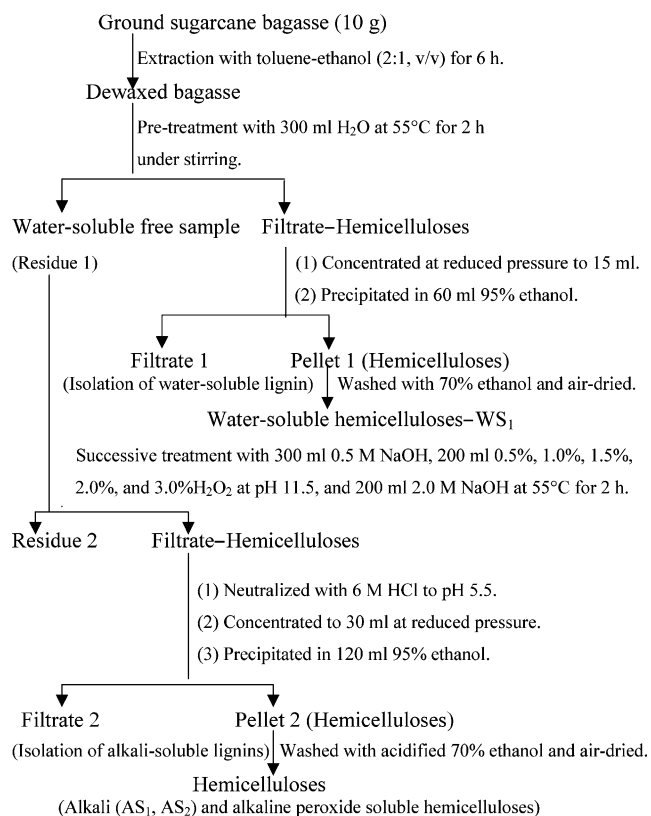 Ground sugarcane bagasse (10 g)
Extraction with toluene-ethanol (2:1, v/v) for 6 h.
Dewaxed bagasse
Pre-treatment with 300 ml H₂O at 55°C for 2 h
under stirring.
Water-soluble free sample
Filtrate–Hemicelluloses
(Residue 1)
(1) Concentrated at reduced pressure to 15 ml.
(2) Precipitated in 60 ml 95% ethanol.
Filtrate 1
Pellet 1 (Hemicelluloses)
(Isolation of water-soluble lignin)
Washed with 70% ethanol and air-dried.
Water-soluble hemicelluloses–WS₁
Successive treatment with 300 ml 0.5 M NaOH, 200 ml 0.5%, 1.0%, 1.5%,
2.0%, and 3.0%H₂O₂ at pH 11.5, and 200 ml 2.0 M NaOH at 55°C for 2 h.
Residue 2
Filtrate–Hemicelluloses
(1) Neutralized with 6 M HCl to pH 5.5.
(2) Concentrated to 30 ml at reduced pressure.
(3) Precipitated in 120 ml 95% ethanol.
Filtrate 2
Pellet 2 (Hemicelluloses)
(Isolation of alkali-soluble lignins)
Washed with acidified 70% ethanol and air-dried.
Hemicelluloses
(Alkali (AS₁, AS₂) and alkaline peroxide soluble hemicelluloses)